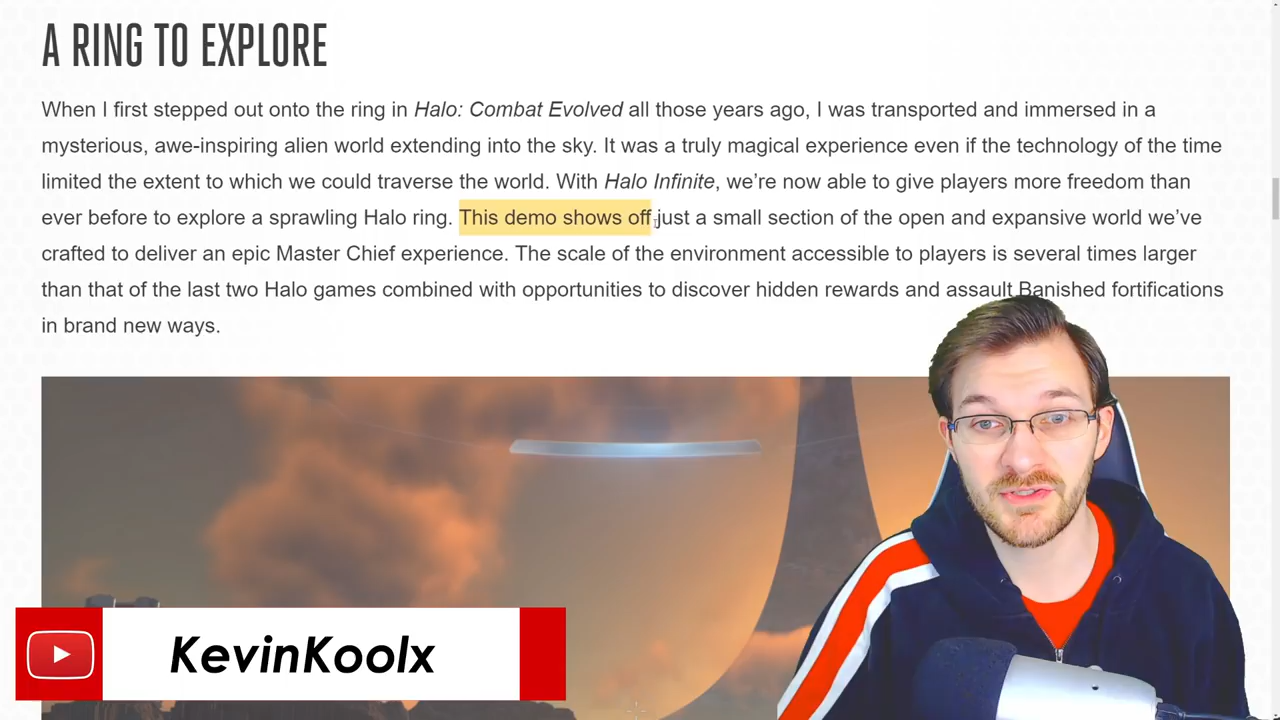 A RING TO EXPLORE
When I first stepped out onto the ring in Halo: Combat Evolved all those years ago, I was transported and immersed in a
mysterious, awe-inspiring alien world extending into the sky. It was a truly magical experience even if the technology of the time
limited the extent to which we could traverse the world. With Halo Infinite, we’re now able to give players more freedom than
ever before to explore a sprawling Halo ring. This demo shows off just a small section of the open and expansive world we’ve
crafted to deliver an epic Master Chief experience. The scale of the environment accessible to players is several times larger
than that of the last two Halo games combined with opportunities to discover hidden rewards and assault Banished fortifications
in brand new ways.
KevinKoolx